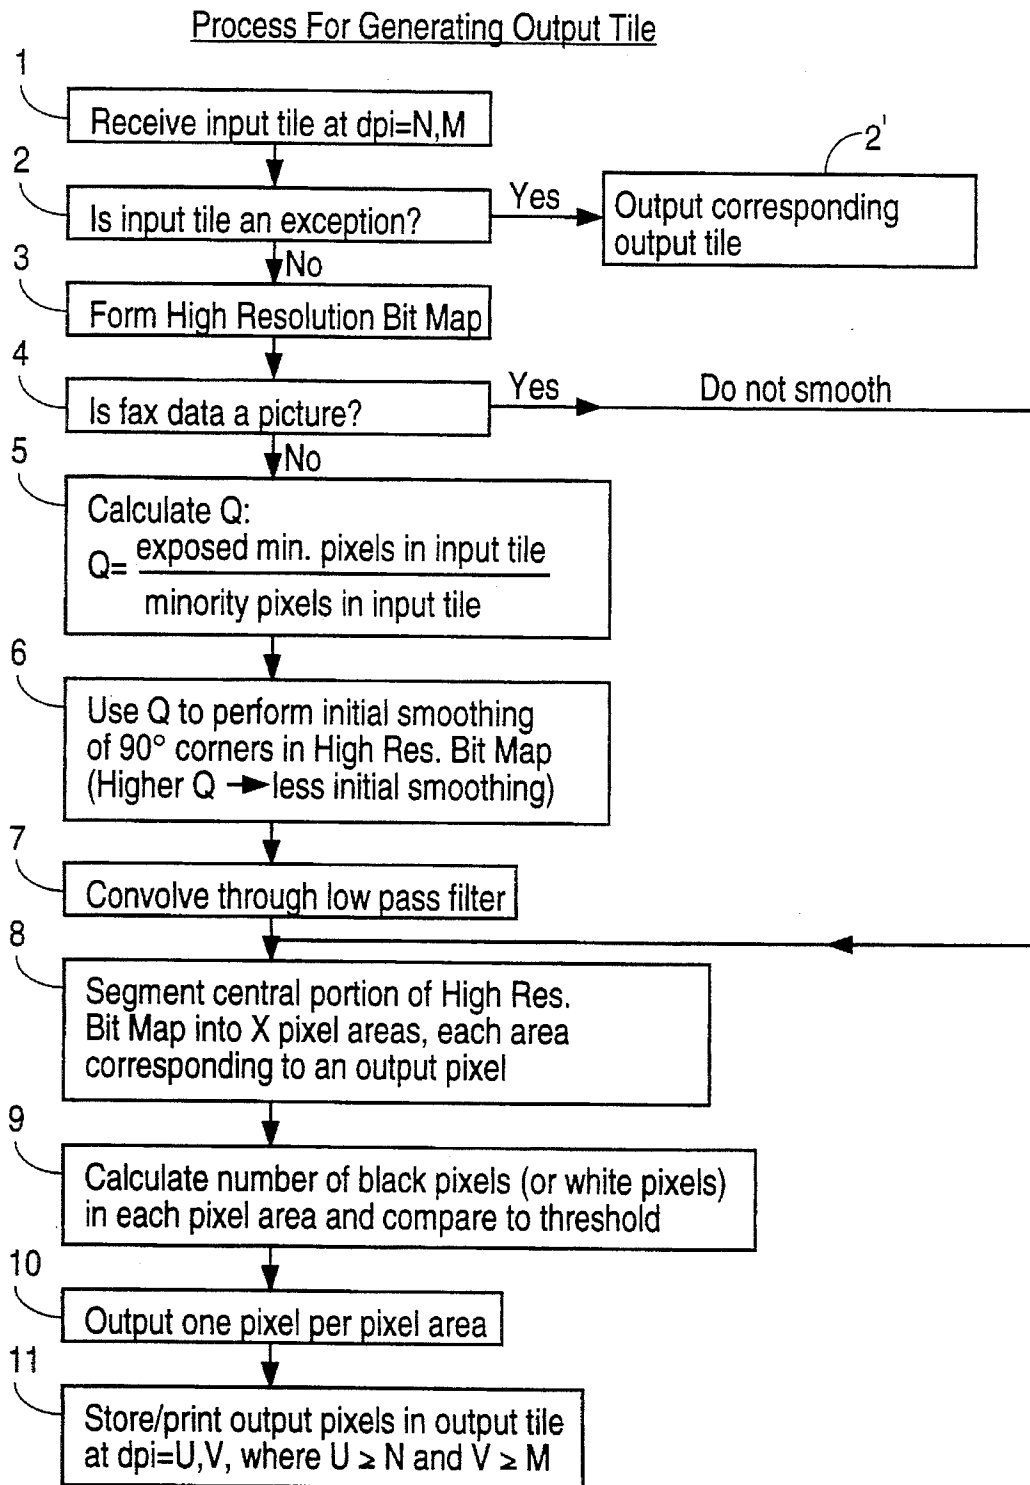 Process For Generating Output Tile
1
Receive input tile at dpi=N,M
2
Is input tile an exception?
Yes
2'
Output corresponding
output tile
No
3
Form High Resolution Bit Map
4
Is fax data a picture?
Yes
Do not smooth
No
5
Calculate Q:
Q= exposed min. pixels in input tile
minority pixels in input tile
6
Use Q to perform initial smoothing
of 90° corners in High Res. Bit Map
(Higher Q → less initial smoothing)
7
Convolve through low pass filter
8
Segment central portion of High Res.
Bit Map into X pixel areas, each area
corresponding to an output pixel
9
Calculate number of black pixels (or white pixels)
in each pixel area and compare to threshold
10
Output one pixel per pixel area
11
Store/print output pixels in output tile
at dpi=U,V, where U ≥ N and V ≥ M